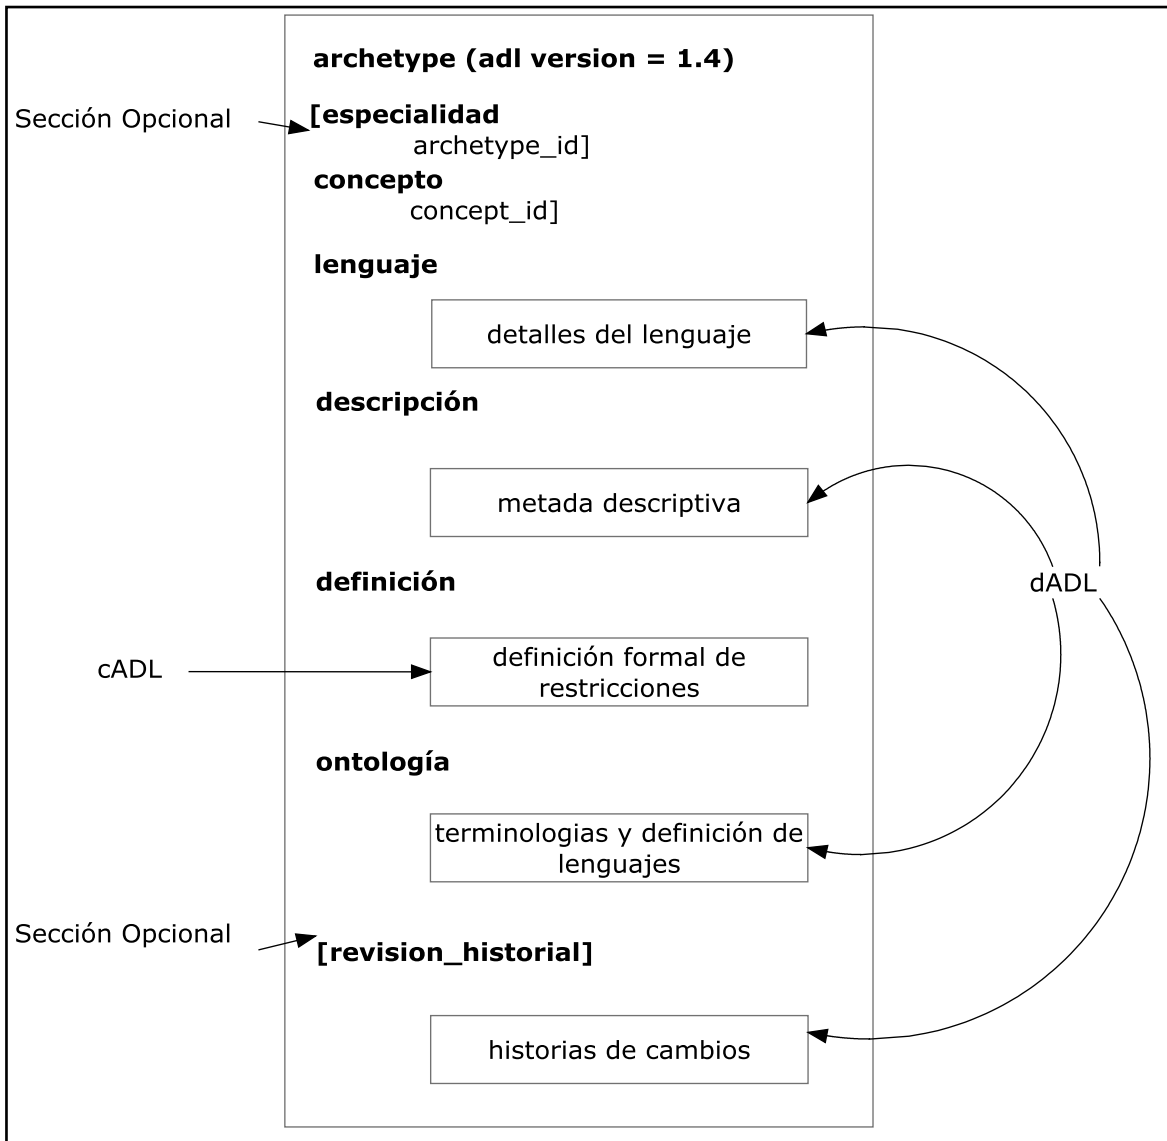 archetype (adl version = 1.4)
Sección Opcional
[especialidad
archetype_id]
concepto
concept_id]
lenguaje
detalles del lenguaje
descripción
metada descriptiva
definición
dADL
cADL
definición formal de
restricciones
ontología
terminologias y definición de
lenguajes
Sección Opcional
[revision_historial]
historias de cambios